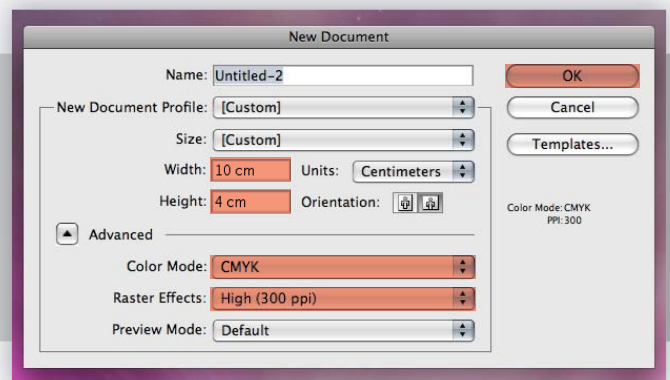 New Document
Name: Untitled-2
OK
New Document Profile: [Custom]
Cancel
Size: [Custom]
Templates...
Width: 10 cm Units: Centimeters
Height: 4 cm Orientation:
Color Mode: CMYK
PPI: 300
Advanced
Color Mode: CMYK
Raster Effects: High (300 ppi)
Preview Mode: Default